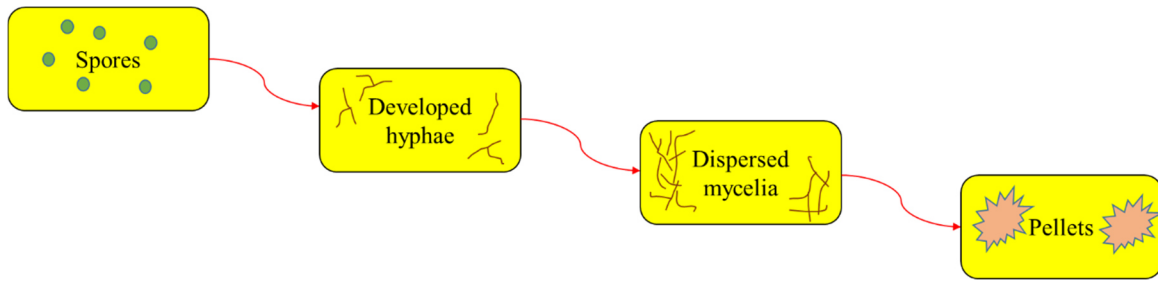 Spores
Developed
hyphae
Dispersed
mycelia
Pellets